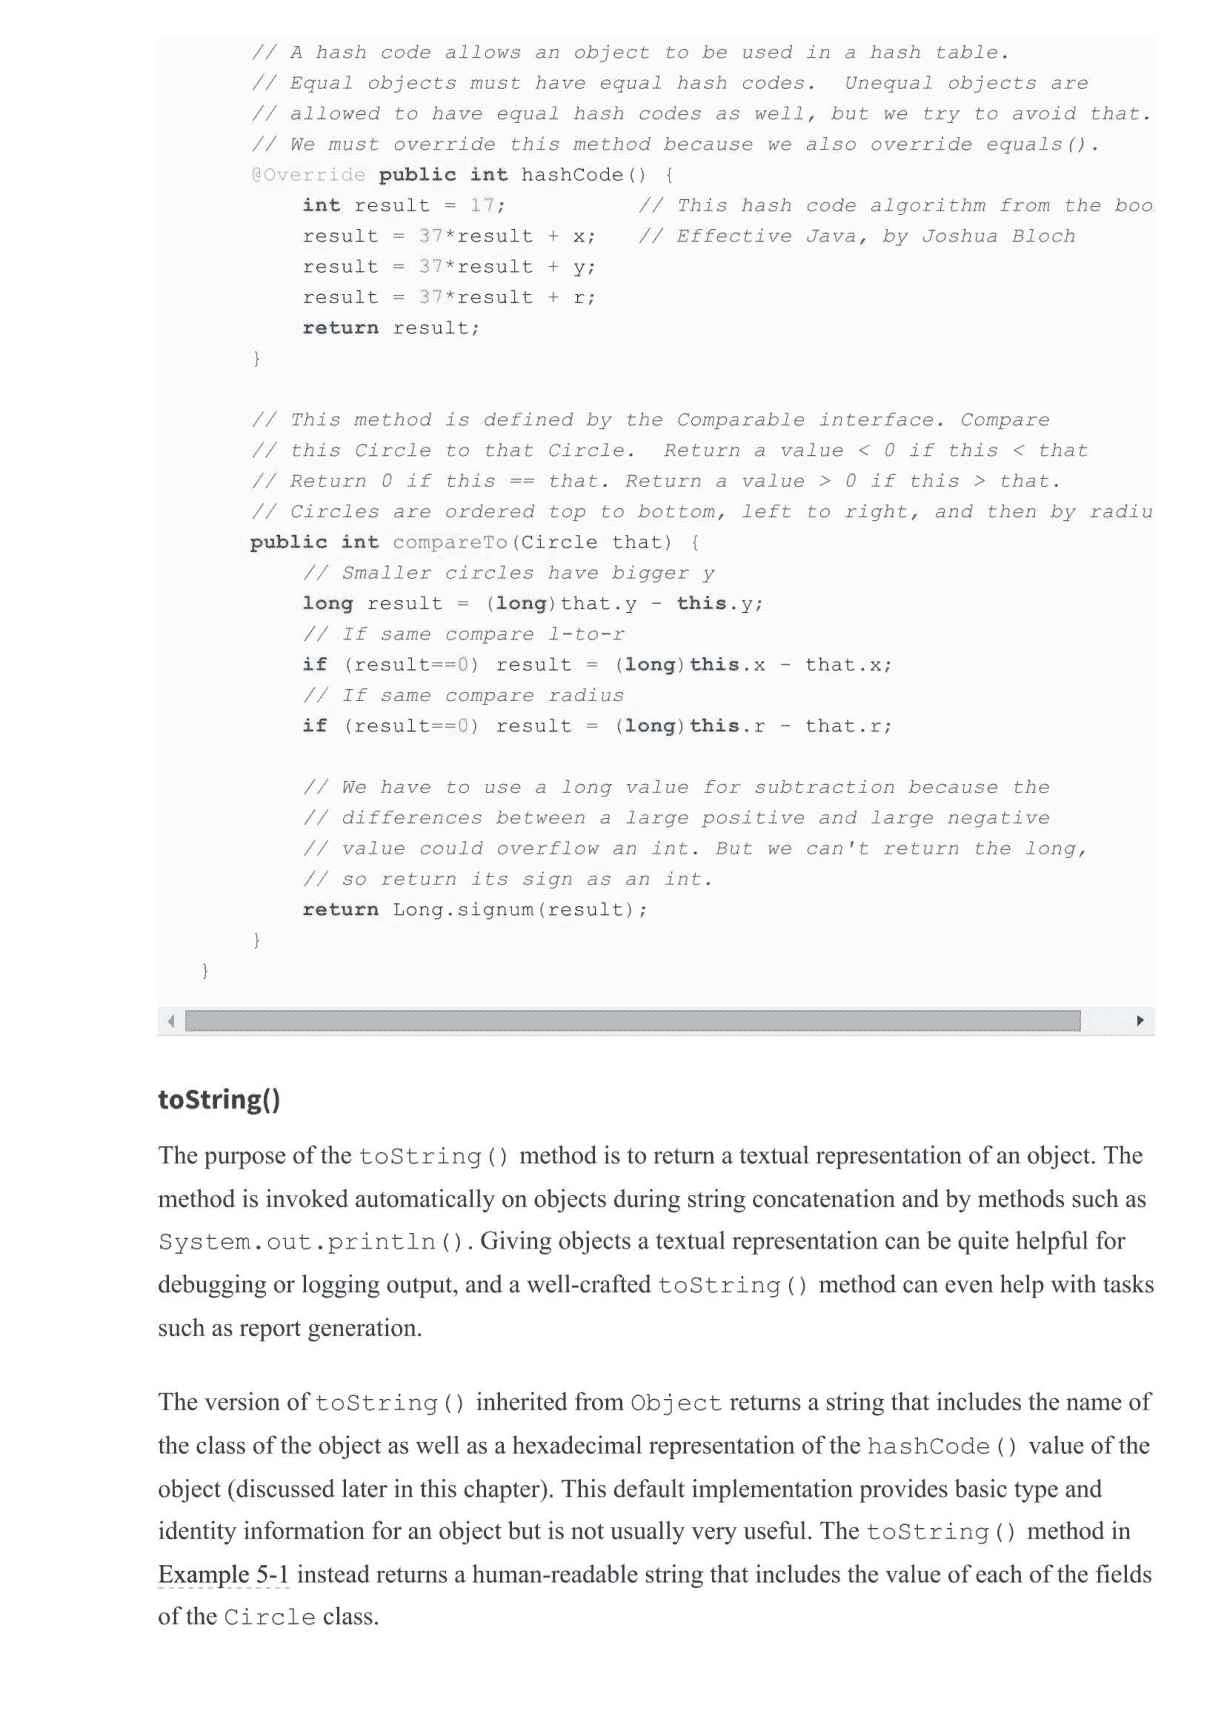 // A hash code allows an object to be used in a hash table.
// Equal objects must have equal hash codes.  Unequal objects are
// allowed to have equal hash codes as well, but we try to avoid that.
// We must override this method because we also override equals().
@Override public int hashCode() {
    int result = 17;          // This hash code algorithm from the boo
    result = 37*result + x;   // Effective Java, by Joshua Bloch
    result = 37*result + y;
    result = 37*result + r;
    return result;
}
// This method is defined by the Comparable interface. Compare
// this Circle to that Circle.  Return a value < 0 if this < that
// Return 0 if this == that. Return a value > 0 if this > that.
// Circles are ordered top to bottom, left to right, and then by radiu
public int compareTo(Circle that) {
    // Smaller circles have bigger y
    long result = (long)that.y - this.y;
    // If same compare l-to-r
    if (result==0) result = (long)this.x - that.x;
    // If same compare radius
    if (result==0) result = (long)this.r - that.r;
    // We have to use a long value for subtraction because the
    // differences between a large positive and large negative
    // value could overflow an int. But we can't return the long,
    // so return its sign as an int.
    return Long.signum(result);
}
}
toString()
The purpose of the toString() method is to return a textual representation of an object. The
method is invoked automatically on objects during string concatenation and by methods such as
System.out.println(). Giving objects a textual representation can be quite helpful for
debugging or logging output, and a well-crafted toString() method can even help with tasks
such as report generation.
The version of toString() inherited from Object returns a string that includes the name of
the class of the object as well as a hexadecimal representation of the hashCode() value of the
object (discussed later in this chapter). This default implementation provides basic type and
identity information for an object but is not usually very useful. The toString() method in
Example 5-1 instead returns a human-readable string that includes the value of each of the fields
of the Circle class.